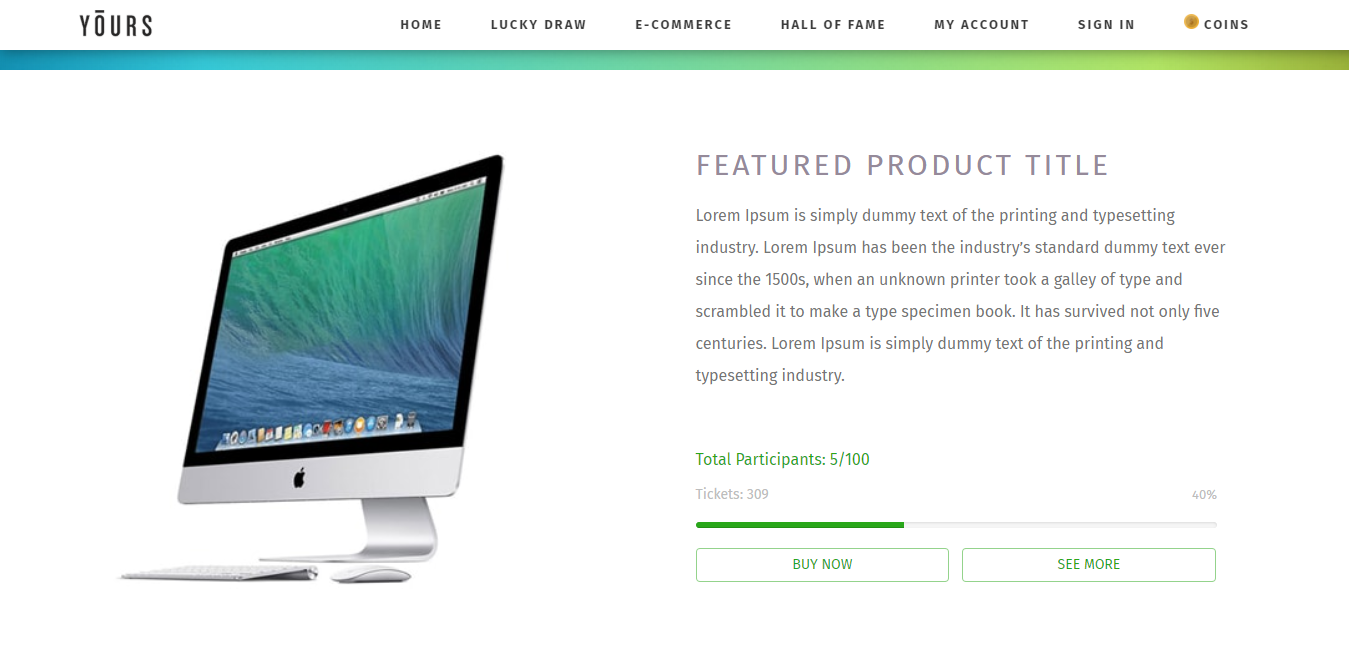 YŌURS
HOME LUCKY DRAW E-COMMERCE HALL OF FAME MY ACCOUNT SIGN IN COINS
FEATURED PRODUCT TITLE
Lorem Ipsum is simply dummy text of the printing and typesetting
industry. Lorem Ipsum has been the industry’s standard dummy text ever
since the 1500s, when an unknown printer took a galley of type and
scrambled it to make a type specimen book. It has survived not only five
centuries. Lorem Ipsum is simply dummy text of the printing and
typesetting industry.
Total Participants: 5/100
Tickets: 309 40%
BUY NOW SEE MORE